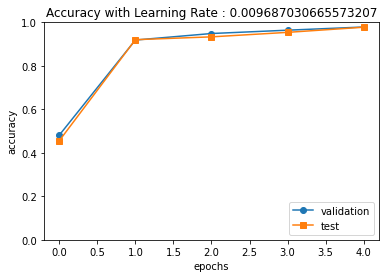 Accuracy with Learning Rate : 0.009687030665573207
1.0
0.8
0.6
0.4
0.2
0.0
accuracy
0.0 0.5 1.0 1.5 2.0 2.5 3.0 3.5 4.0
epochs
validation
test